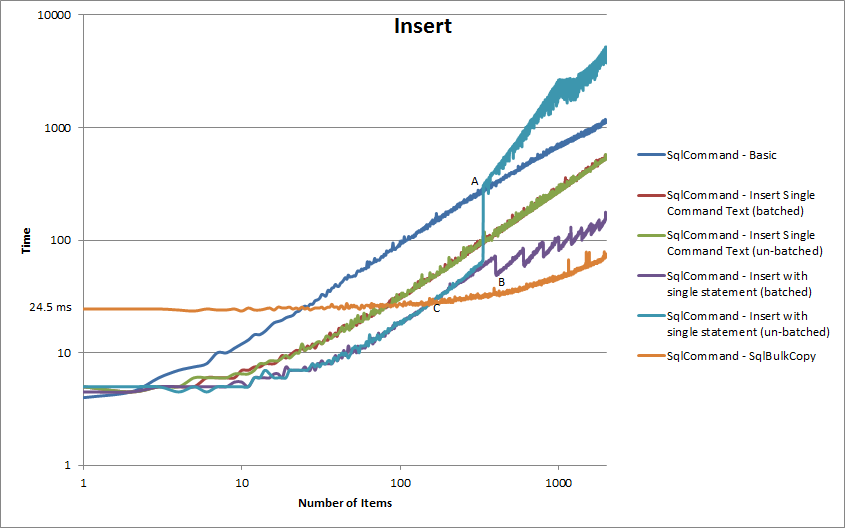 Insert
10000
1000
100
24.5 ms
10
1
Time
A
B
C
1
10
100
1000
Number of Items
SqlCommand - Basic
SqlCommand - Insert Single
Command Text (batched)
SqlCommand - Insert Single
Command Text (un-batched)
SqlCommand - Insert with
single statement (batched)
SqlCommand - Insert with
single statement (un-batched)
SqlCommand - SqlBulkCopy